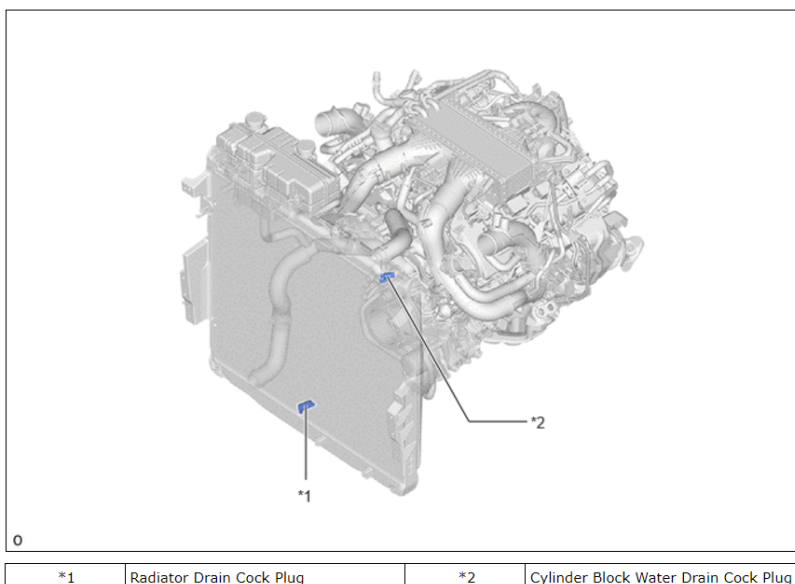 *2
*1
O
*1 Radiator Drain Cock Plug *2 Cylinder Block Water Drain Cock Plug